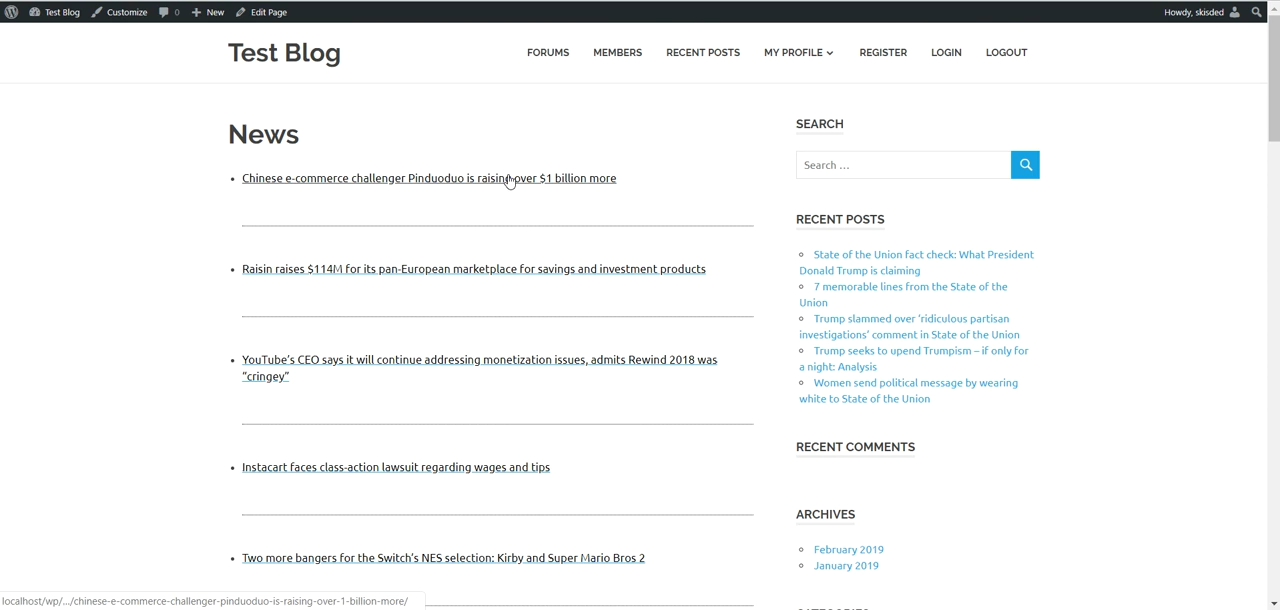 Test Blog Customize 0 New Edit Page Howdy, skisded
Test Blog
FORUMS MEMBERS RECENT POSTS MY PROFILE REGISTER LOGIN LOGOUT
News
Chinese e-commerce challenger Pinduoduo is raising over $1 billion more
Raisin raises $114M for its pan-European marketplace for savings and investment products
YouTube’s CEO says it will continue addressing monetization issues, admits Rewind 2018 was
“cringey”
Instacart faces class-action lawsuit regarding wages and tips
Two more bangers for the Switch’s NES selection: Kirby and Super Mario Bros 2
SEARCH
Search …
RECENT POSTS
State of the Union fact check: What President
Donald Trump is claiming
7 memorable lines from the State of the
Union
Trump slammed over ‘ridiculous partisan
investigations’ comment in State of the Union
Trump seeks to upend Trumpism – if only for
a night: Analysis
Women send political message by wearing
white to State of the Union
RECENT COMMENTS
ARCHIVES
February 2019
January 2019
localhost/wp/.../chinese-e-commerce-challenger-pinduoduo-is-raising-over-1-billion-more/